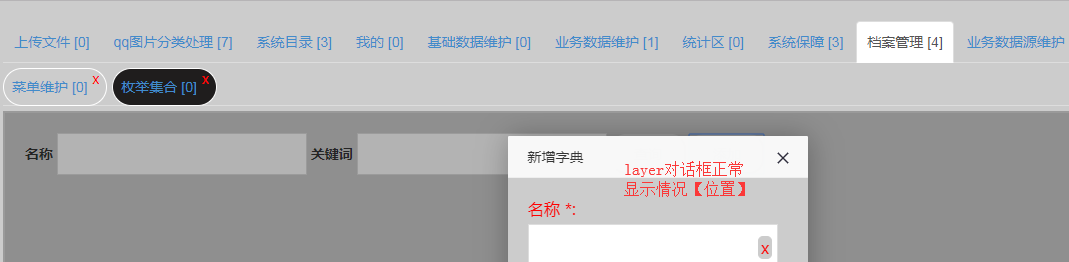 上传文件 [0] qq图片分类处理 [7] 系统目录 [3] 我的 [0] 基础数据维护 [0] 业务数据维护 [1] 统计区 [0] 系统保障 [3] 档案管理 [4] 业务数据源维护
菜单维护 [0] x 枚举集合 [0] x
名称 关键词
新增字典 ×
layer对话框正常
显示情况【位置】
名称 *:
x